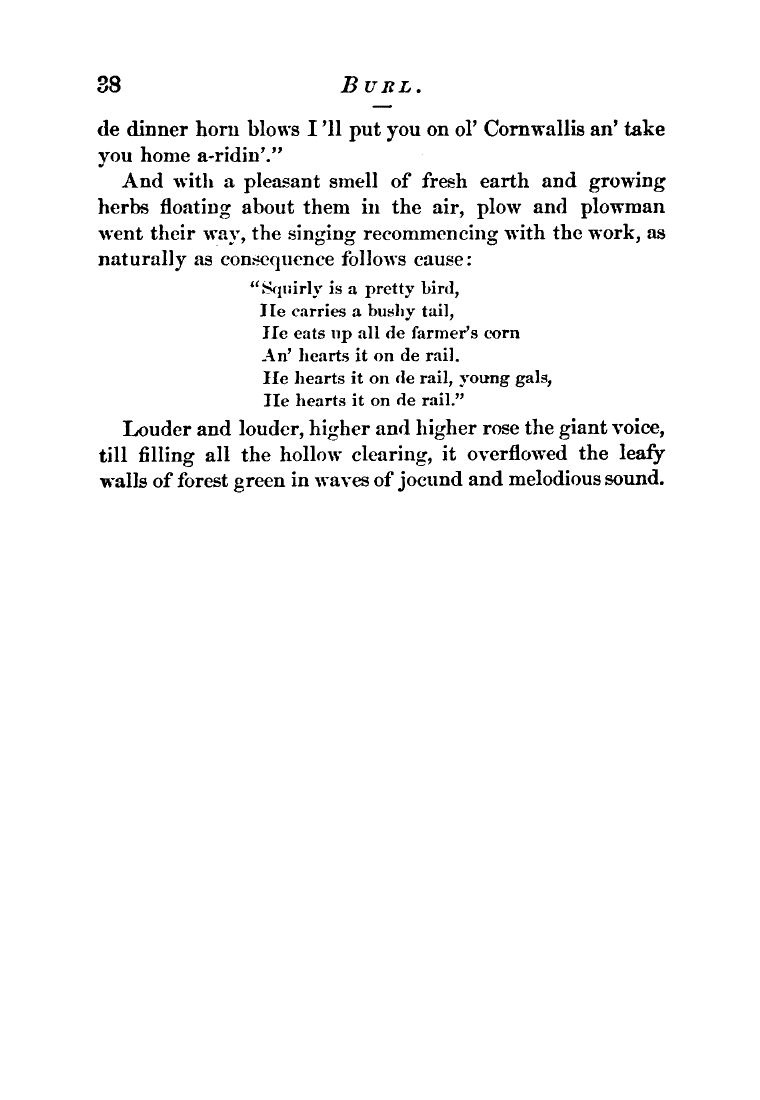 38 BURL.
de dinner horn blows I 'll put you on ol' Cornwallis an' take
you home a-ridin'."
And with a pleasant smell of fresh earth and growing
herbs floating about them in the air, plow and plowman
went their way, the singing recommencing with the work, as
naturally as consequence follows cause:
"Squirly is a pretty bird,
He carries a bushy tail,
He eats up all de farmer's corn
An' hearts it on de rail.
He hearts it on de rail, young gals,
He hearts it on de rail."
Louder and louder, higher and higher rose the giant voice,
till filling all the hollow clearing, it overflowed the leafy
walls of forest green in waves of jocund and melodious sound.